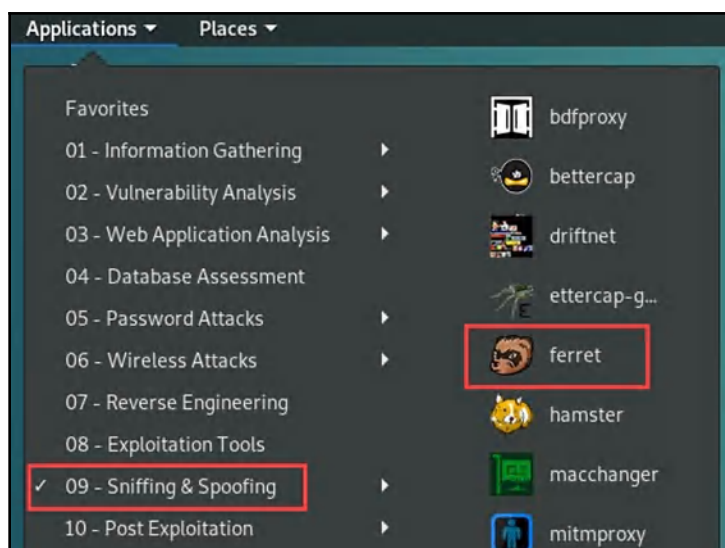 Applications Places
Favorites
01 - Information Gathering
02 - Vulnerability Analysis
03 - Web Application Analysis
04 - Database Assessment
05 - Password Attacks
06 - Wireless Attacks
07 - Reverse Engineering
08 - Exploitation Tools
09 - Sniffing & Spoofing
10 - Post Exploitation
bdfproxy
bettercap
driftnet
ettercap-g...
ferret
hamster
macchanger
mitmproxy